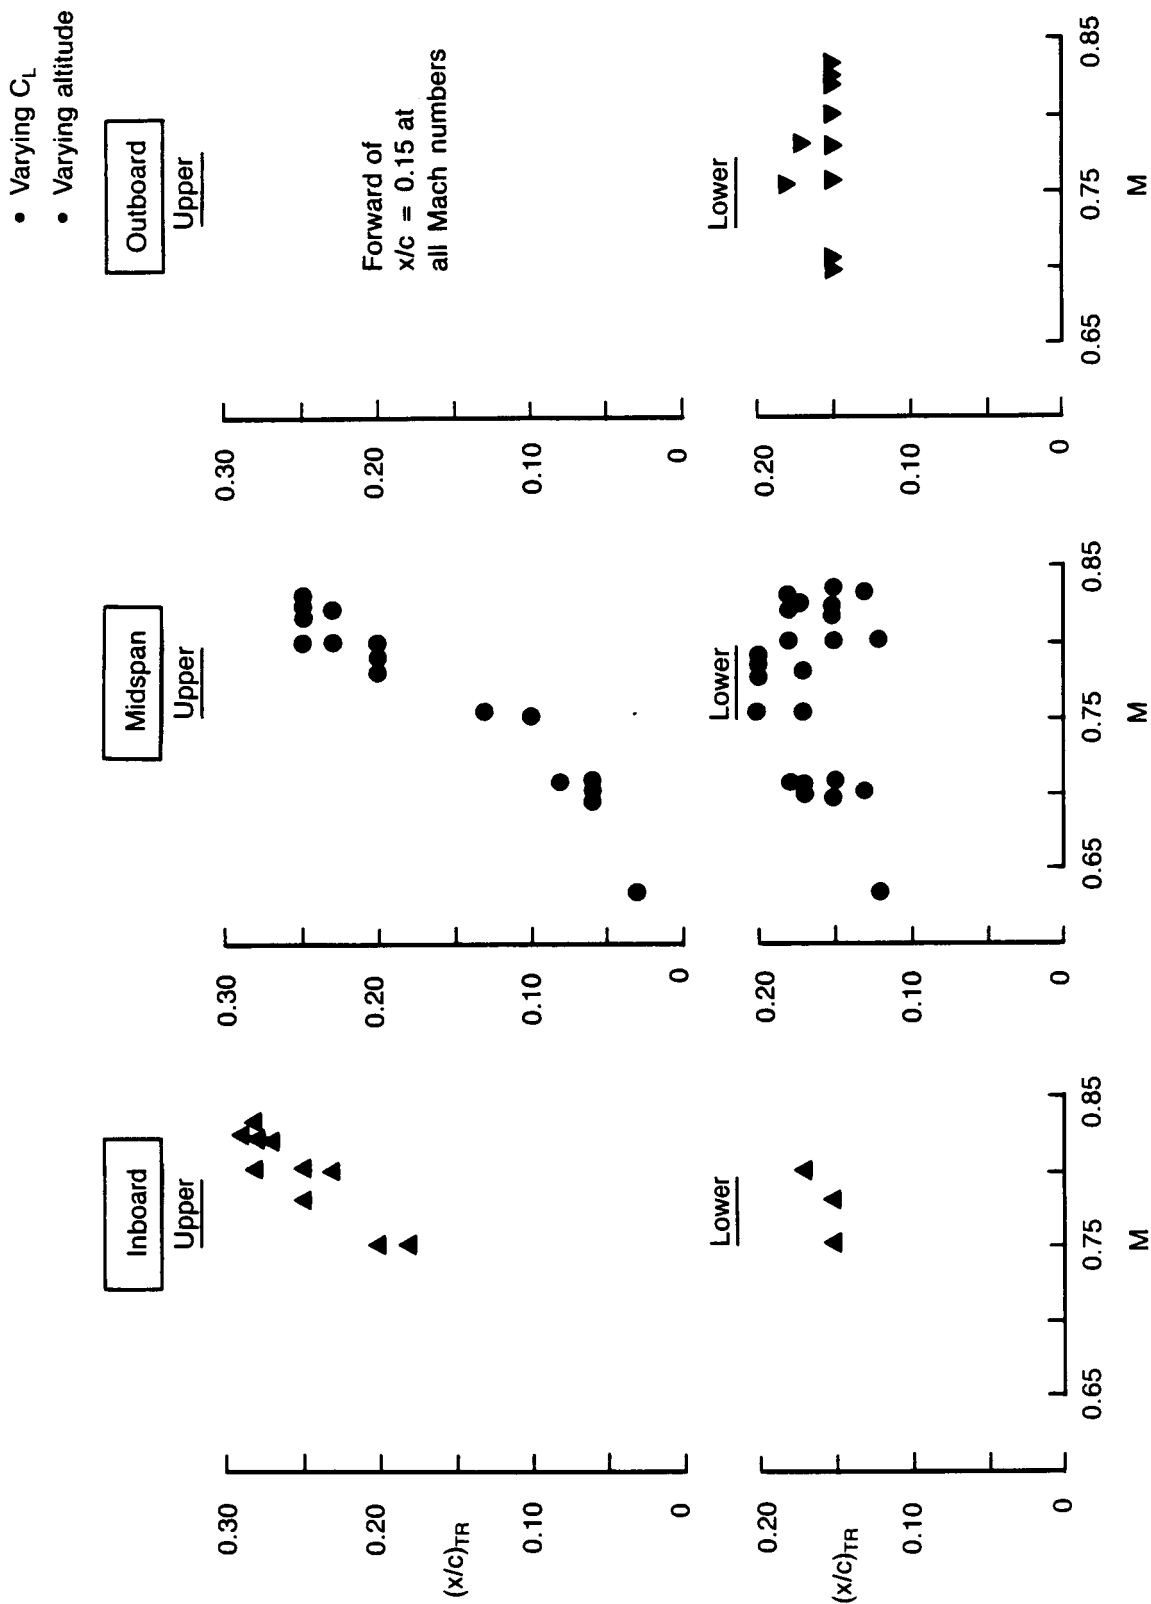 • Varying C_L
• Varying altitude
Inboard
Upper
0.30
0.20
(x/c)TR
0.10
0
Lower
0.20
(x/c)TR
0.10
0
0.65
0.75
0.85
M
Midspan
Upper
0.30
0.20
0.10
0
Lower
0.20
0.10
0
0.65
0.75
0.85
M
Outboard
Upper
0.30
0.20
0.10
0
Forward of
x/c = 0.15 at
all Mach numbers
Lower
0.20
0.10
0
0.65
0.75
0.85
M